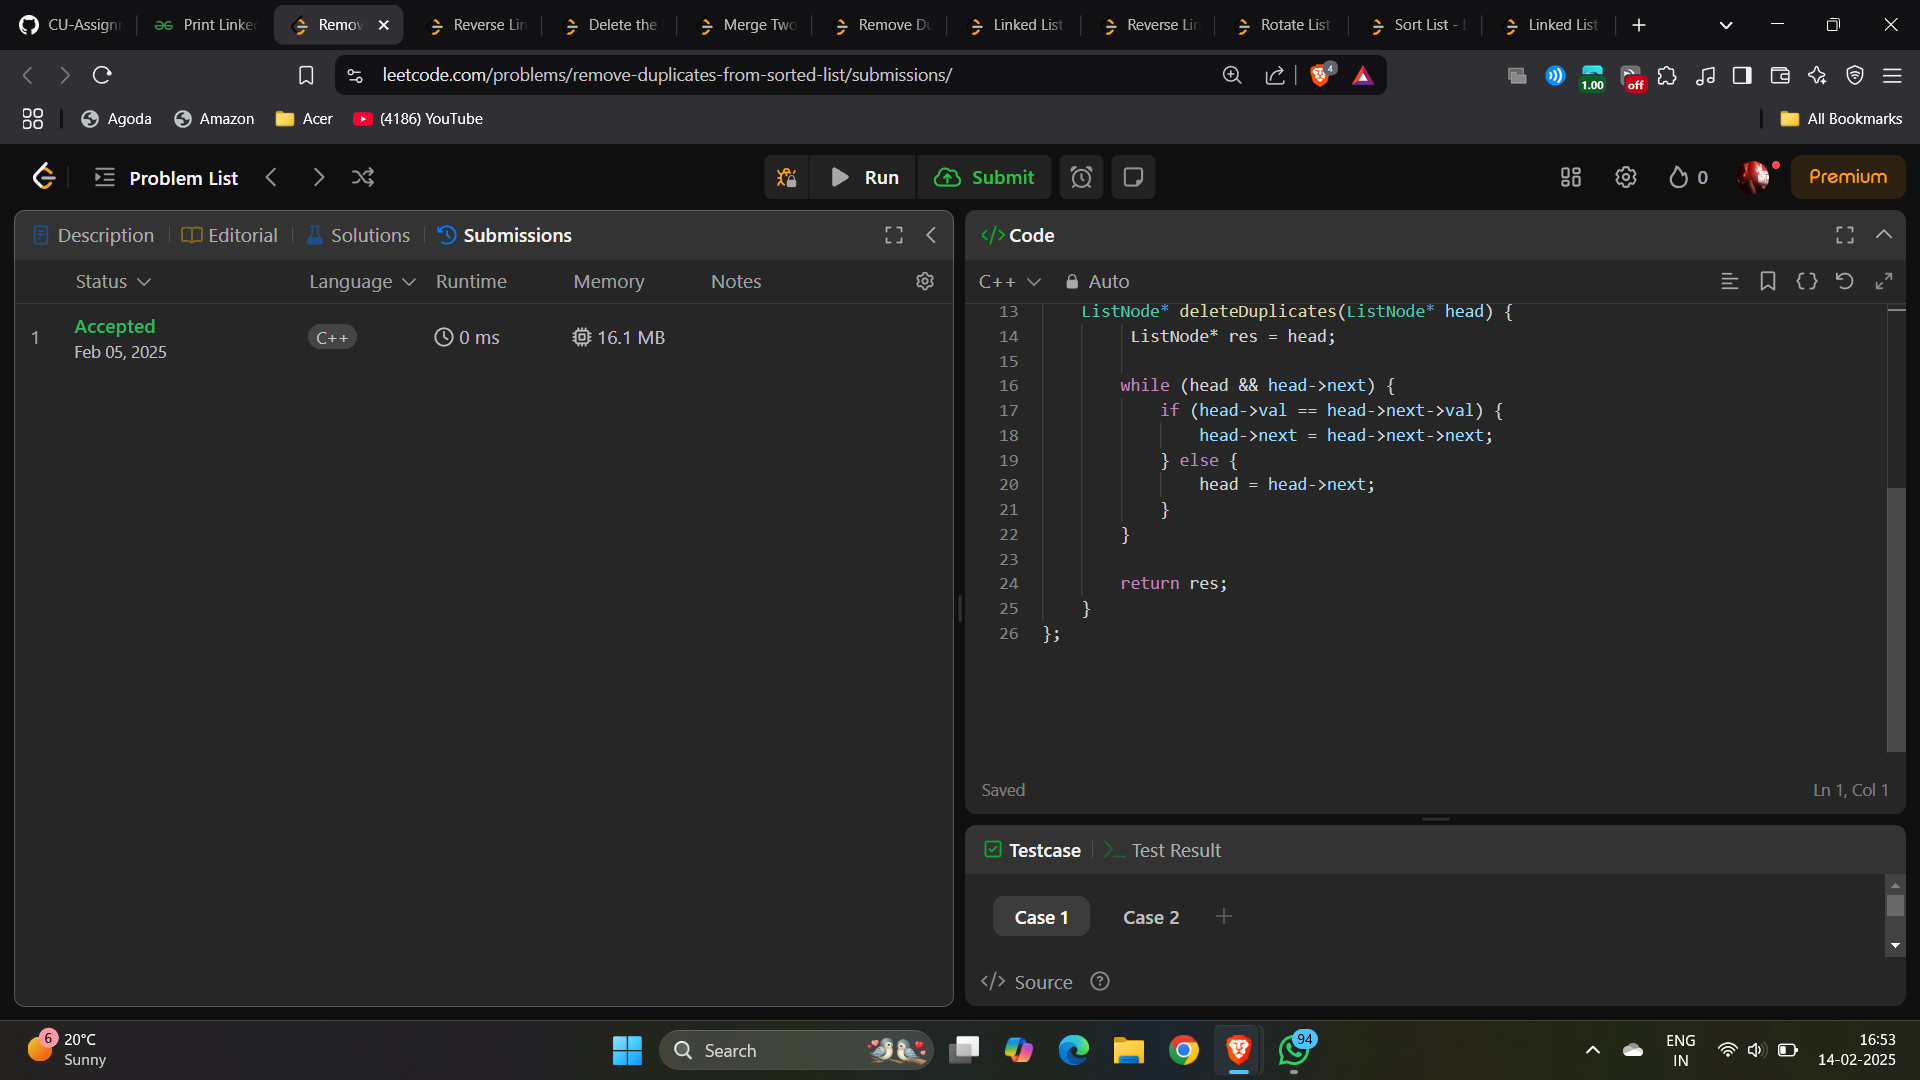 CU-Assign
Print Linke
Remov
Reverse Lin
Delete the
Merge Two
Remove Du
Linked List
Reverse Lin
Rotate List
Sort List - L
Linked List
leetcode.com/problems/remove-duplicates-from-sorted-list/submissions/
4
1.00
off
Agoda
Amazon
Acer
(4186) YouTube
All Bookmarks
Problem List
Run
Submit
0
Premium
Description
Editorial
Solutions
Submissions
Status
Language
Runtime
Memory
Notes
1
Accepted
Feb 05, 2025
C++
0 ms
16.1 MB
</> Code
C++
Auto
13 ListNode* deleteDuplicates(ListNode* head) {
14 ListNode* res = head;
15
16 while (head && head->next) {
17 if (head->val == head->next->val) {
18 head->next = head->next->next;
19 } else {
20 head = head->next;
21 }
22 }
23
24 return res;
25 }
26 };
Saved
Ln 1, Col 1
Testcase
Test Result
Case 1
Case 2
</> Source
6
20°C
Sunny
Search
94
ENG
IN
16:53
14-02-2025